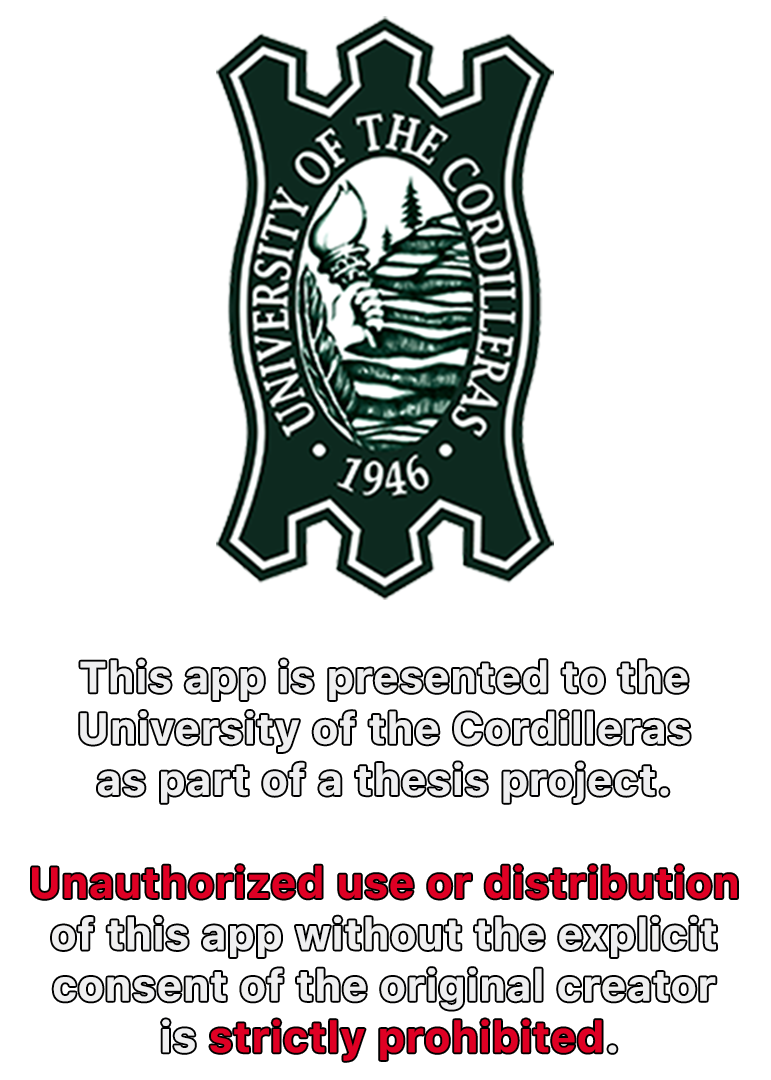 UNIVERSITY OF THE CORDILLERAS
1946
This app is presented to the
University of the Cordilleras
as part of a thesis project.
Unauthorized use or distribution
of this app without the explicit
consent of the original creator
is strictly prohibited.